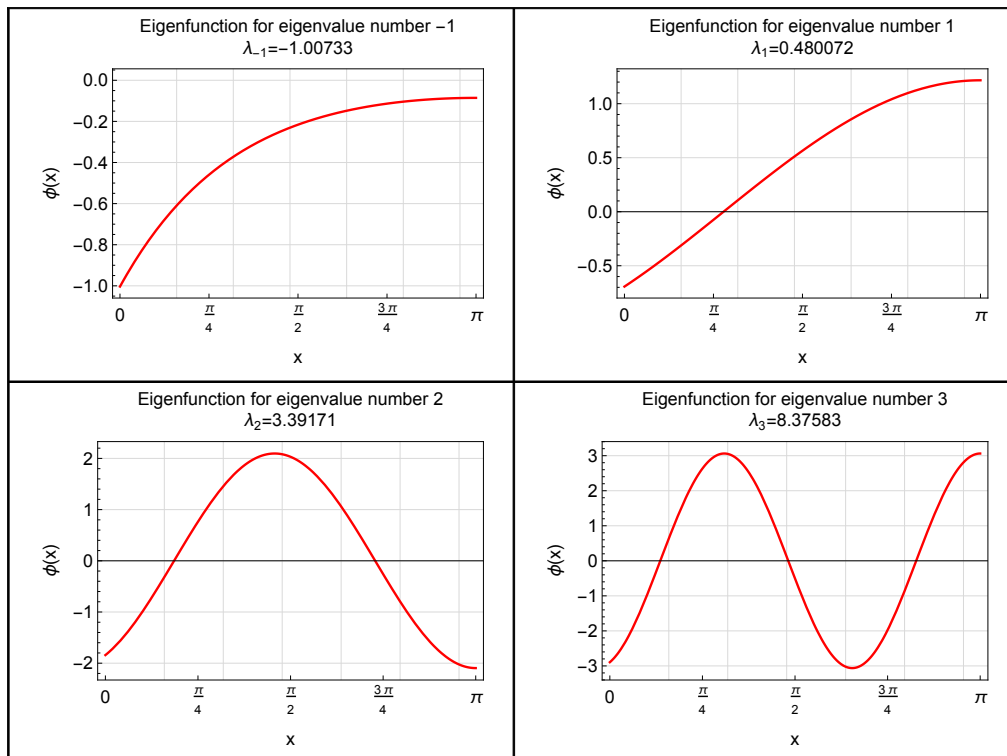 Eigenfunction for eigenvalue number −1
λ₋₁=−1.00733
0.0
−0.2
−0.4
−0.6
−0.8
−1.0
ϕ(x)
0 π/4 π/2 3π/4 π
x
Eigenfunction for eigenvalue number 1
λ₁=0.480072
1.0
0.5
0.0
−0.5
ϕ(x)
0 π/4 π/2 3π/4 π
x
Eigenfunction for eigenvalue number 2
λ₂=3.39171
2
1
0
−1
−2
ϕ(x)
0 π/4 π/2 3π/4 π
x
Eigenfunction for eigenvalue number 3
λ₃=8.37583
3
2
1
0
−1
−2
−3
ϕ(x)
0 π/4 π/2 3π/4 π
x